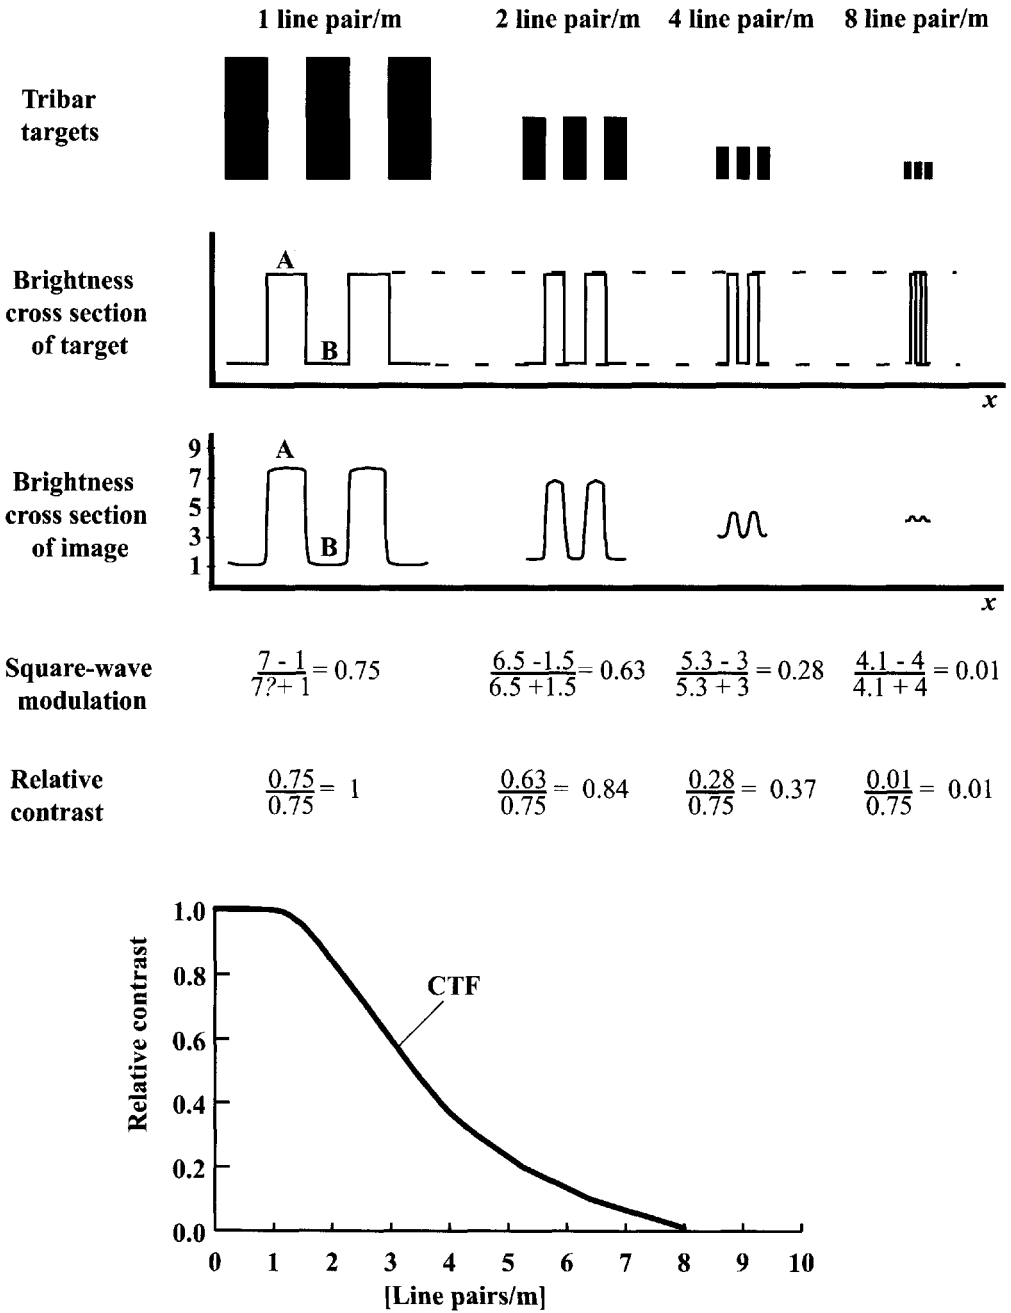 1 line pair/m 2 line pair/m 4 line pair/m 8 line pair/m
Tribar
targets
Brightness
cross section
of target
A
B
x
Brightness
cross section
of image
9
7
5
3
1
A
B
x
Square-wave
modulation
7 - 1
7?+ 1
= 0.75
6.5 -1.5
6.5 +1.5
= 0.63
5.3 - 3
5.3 + 3
= 0.28
4.1 - 4
4.1 + 4
= 0.01
Relative
contrast
0.75
0.75
= 1
0.63
0.75
= 0.84
0.28
0.75
= 0.37
0.01
0.75
= 0.01
Relative contrast
1.0
0.8
0.6
0.4
0.2
0.0
CTF
0 1 2 3 4 5 6 7 8 9 10
[Line pairs/m]